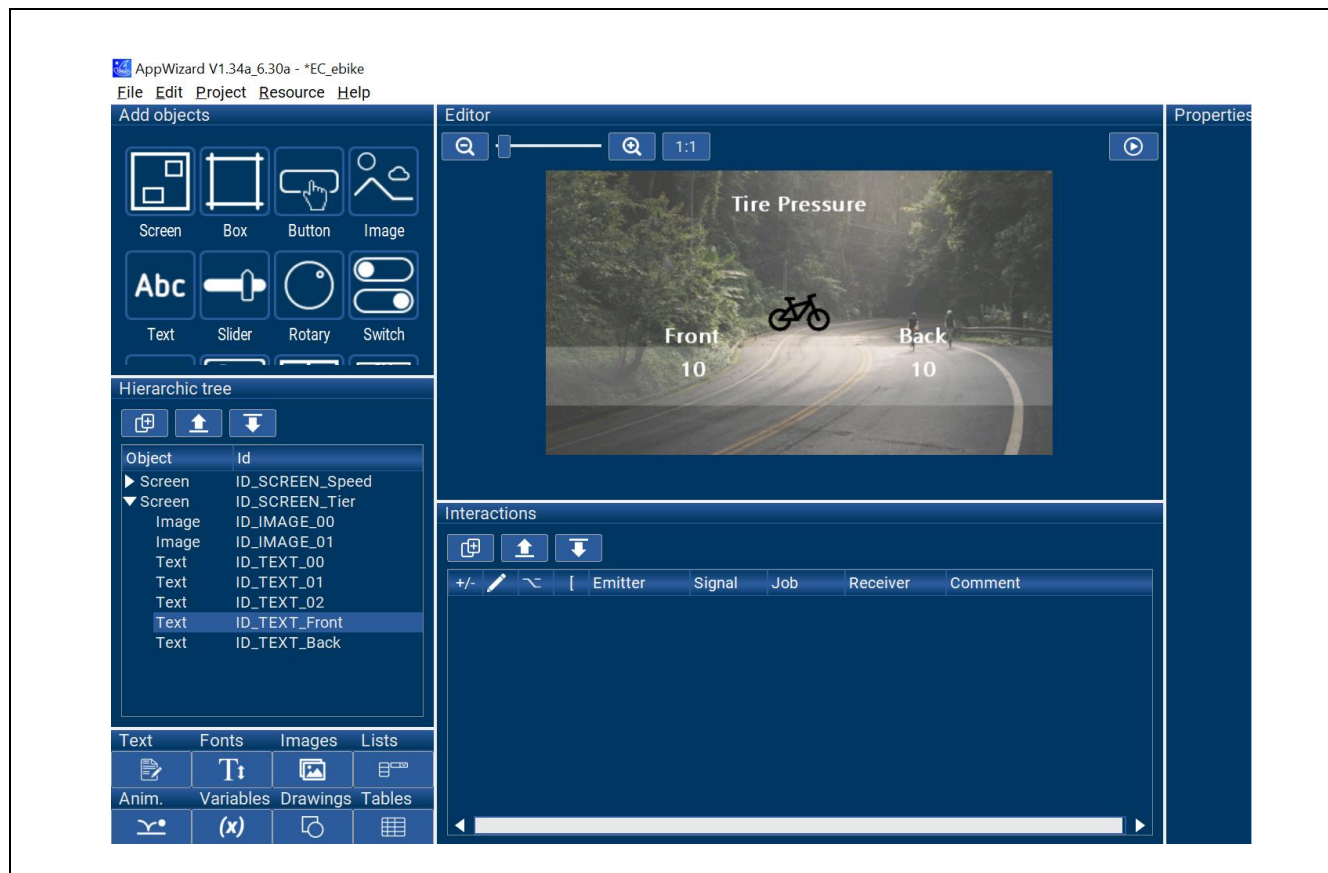 AppWizard V1.34a_6.30a - *EC_ebike
File Edit Project Resource Help
Add objects
Screen Box Button Image
Abc
Text Slider Rotary Switch
Hierarchic tree
Object Id
Screen ID_SCREEN_Speed
Screen ID_SCREEN_Tier
Image ID_IMAGE_00
Image ID_IMAGE_01
Text ID_TEXT_00
Text ID_TEXT_01
Text ID_TEXT_02
Text ID_TEXT_Front
Text ID_TEXT_Back
Text Fonts Images Lists
Anim. Variables Drawings Tables
(x)
Editor
1:1
Tire Pressure
Front Back
10 10
Interactions
+/- [ Emitter Signal Job Receiver Comment
Properties